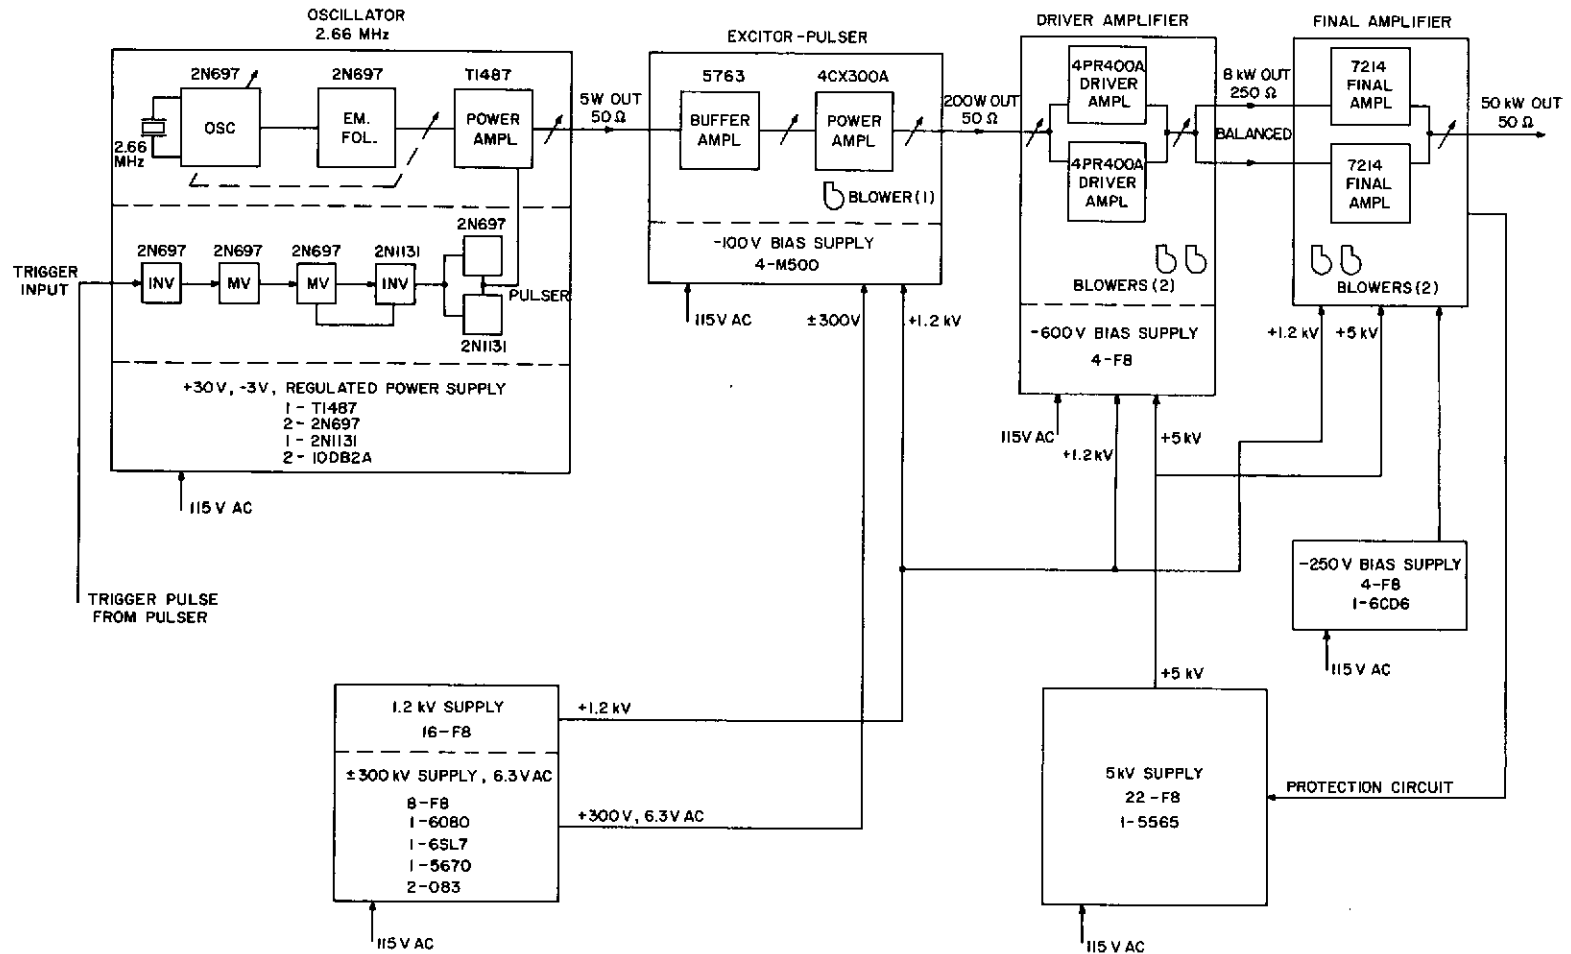 OSCILLATOR
2.66 MHz
2N697
2N697
TI487
OSC
EM.
FOL.
POWER
AMPL
2.66
MHz
5W OUT
50 Ω
EXCITOR-PULSER
5763
4CX300A
BUFFER
AMPL
POWER
AMPL
BLOWER (1)
-100V BIAS SUPPLY
4-M500
200W OUT
50 Ω
DRIVER AMPLIFIER
4PR400A
DRIVER
AMPL
4PR400A
DRIVER
AMPL
BLOWERS (2)
-600V BIAS SUPPLY
4-F8
8 kW OUT
250 Ω
BALANCED
FINAL AMPLIFIER
7214
FINAL
AMPL
7214
FINAL
AMPL
BLOWERS (2)
50 kW OUT
50 Ω
TRIGGER
INPUT
2N697
2N697
2N697
2N1131
2N697
INV
MV
MV
INV
PULSER
2N1131
+30V, -3V, REGULATED POWER SUPPLY
1 - TI487
2 - 2N697
1 - 2N1131
2 - 10DB2A
115 V AC
115V AC
±300V
+1.2 kV
115V AC
+1.2 kV
+5 kV
+1.2 kV
+5 kV
TRIGGER PULSE
FROM PULSER
-250 V BIAS SUPPLY
4-F8
1-6CD6
115V AC
1.2 kV SUPPLY
16-F8
+1.2 kV
±300 kV SUPPLY, 6.3V AC
8-F8
1-6080
1-6SL7
1-5670
2-083
+300V, 6.3V AC
115 V AC
+5 kV
5 kV SUPPLY
22-F8
1-5565
PROTECTION CIRCUIT
115V AC